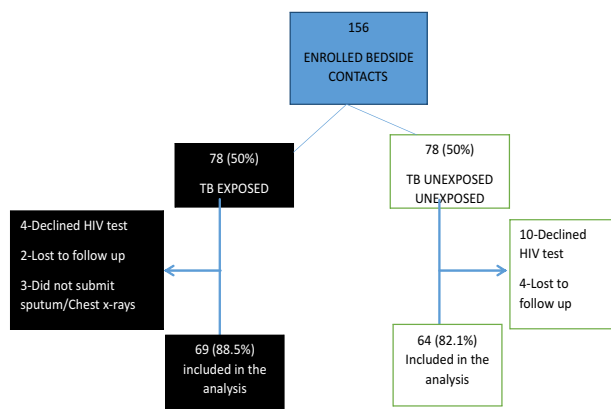 156
ENROLLED BEDSIDE
CONTACTS
78 (50%)
TB EXPOSED
78 (50%)
TB UNEXPOSED
UNEXPOSED
4-Declined HIV test
2-Lost to follow up
3-Did not submit
sputum/Chest x-rays
10-Declined
HIV test
4-Lost to
follow up
69 (88.5%)
included in the
analysis
64 (82.1%)
Included in the
analysis